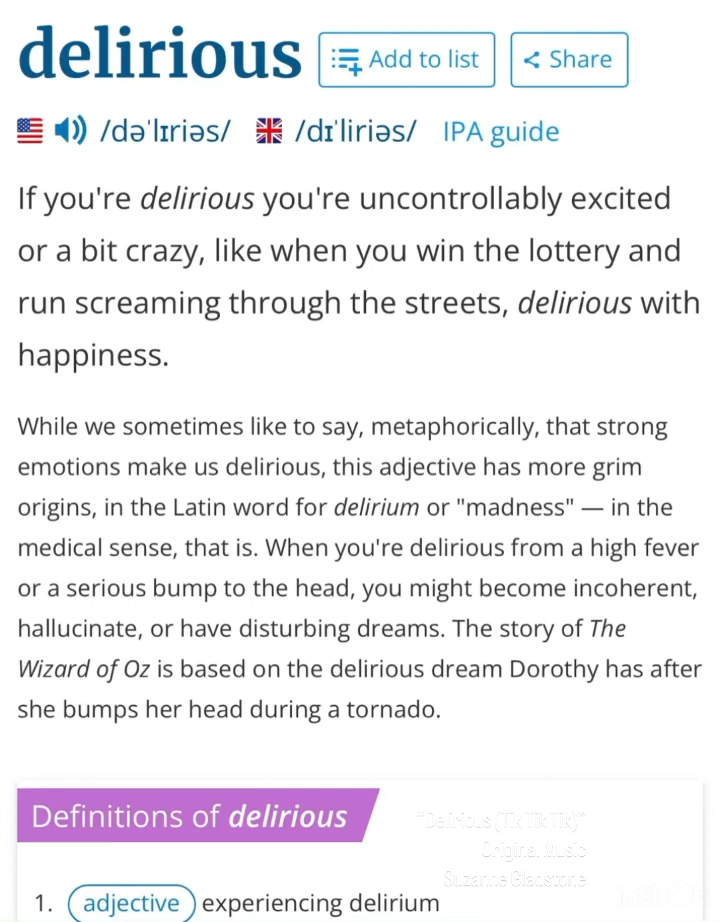 delirious Add to list Share
/də'lɪriəs/ /dɪ'liriəs/ IPA guide
If you're delirious you're uncontrollably excited
or a bit crazy, like when you win the lottery and
run screaming through the streets, delirious with
happiness.
While we sometimes like to say, metaphorically, that strong
emotions make us delirious, this adjective has more grim
origins, in the Latin word for delirium or "madness" — in the
medical sense, that is. When you're delirious from a high fever
or a serious bump to the head, you might become incoherent,
hallucinate, or have disturbing dreams. The story of The
Wizard of Oz is based on the delirious dream Dorothy has after
she bumps her head during a tornado.
Definitions of delirious
"Delirious (Tik Tik Tik)"
Original Music
Suzanne Gladstone
1. adjective experiencing delirium
InShOt